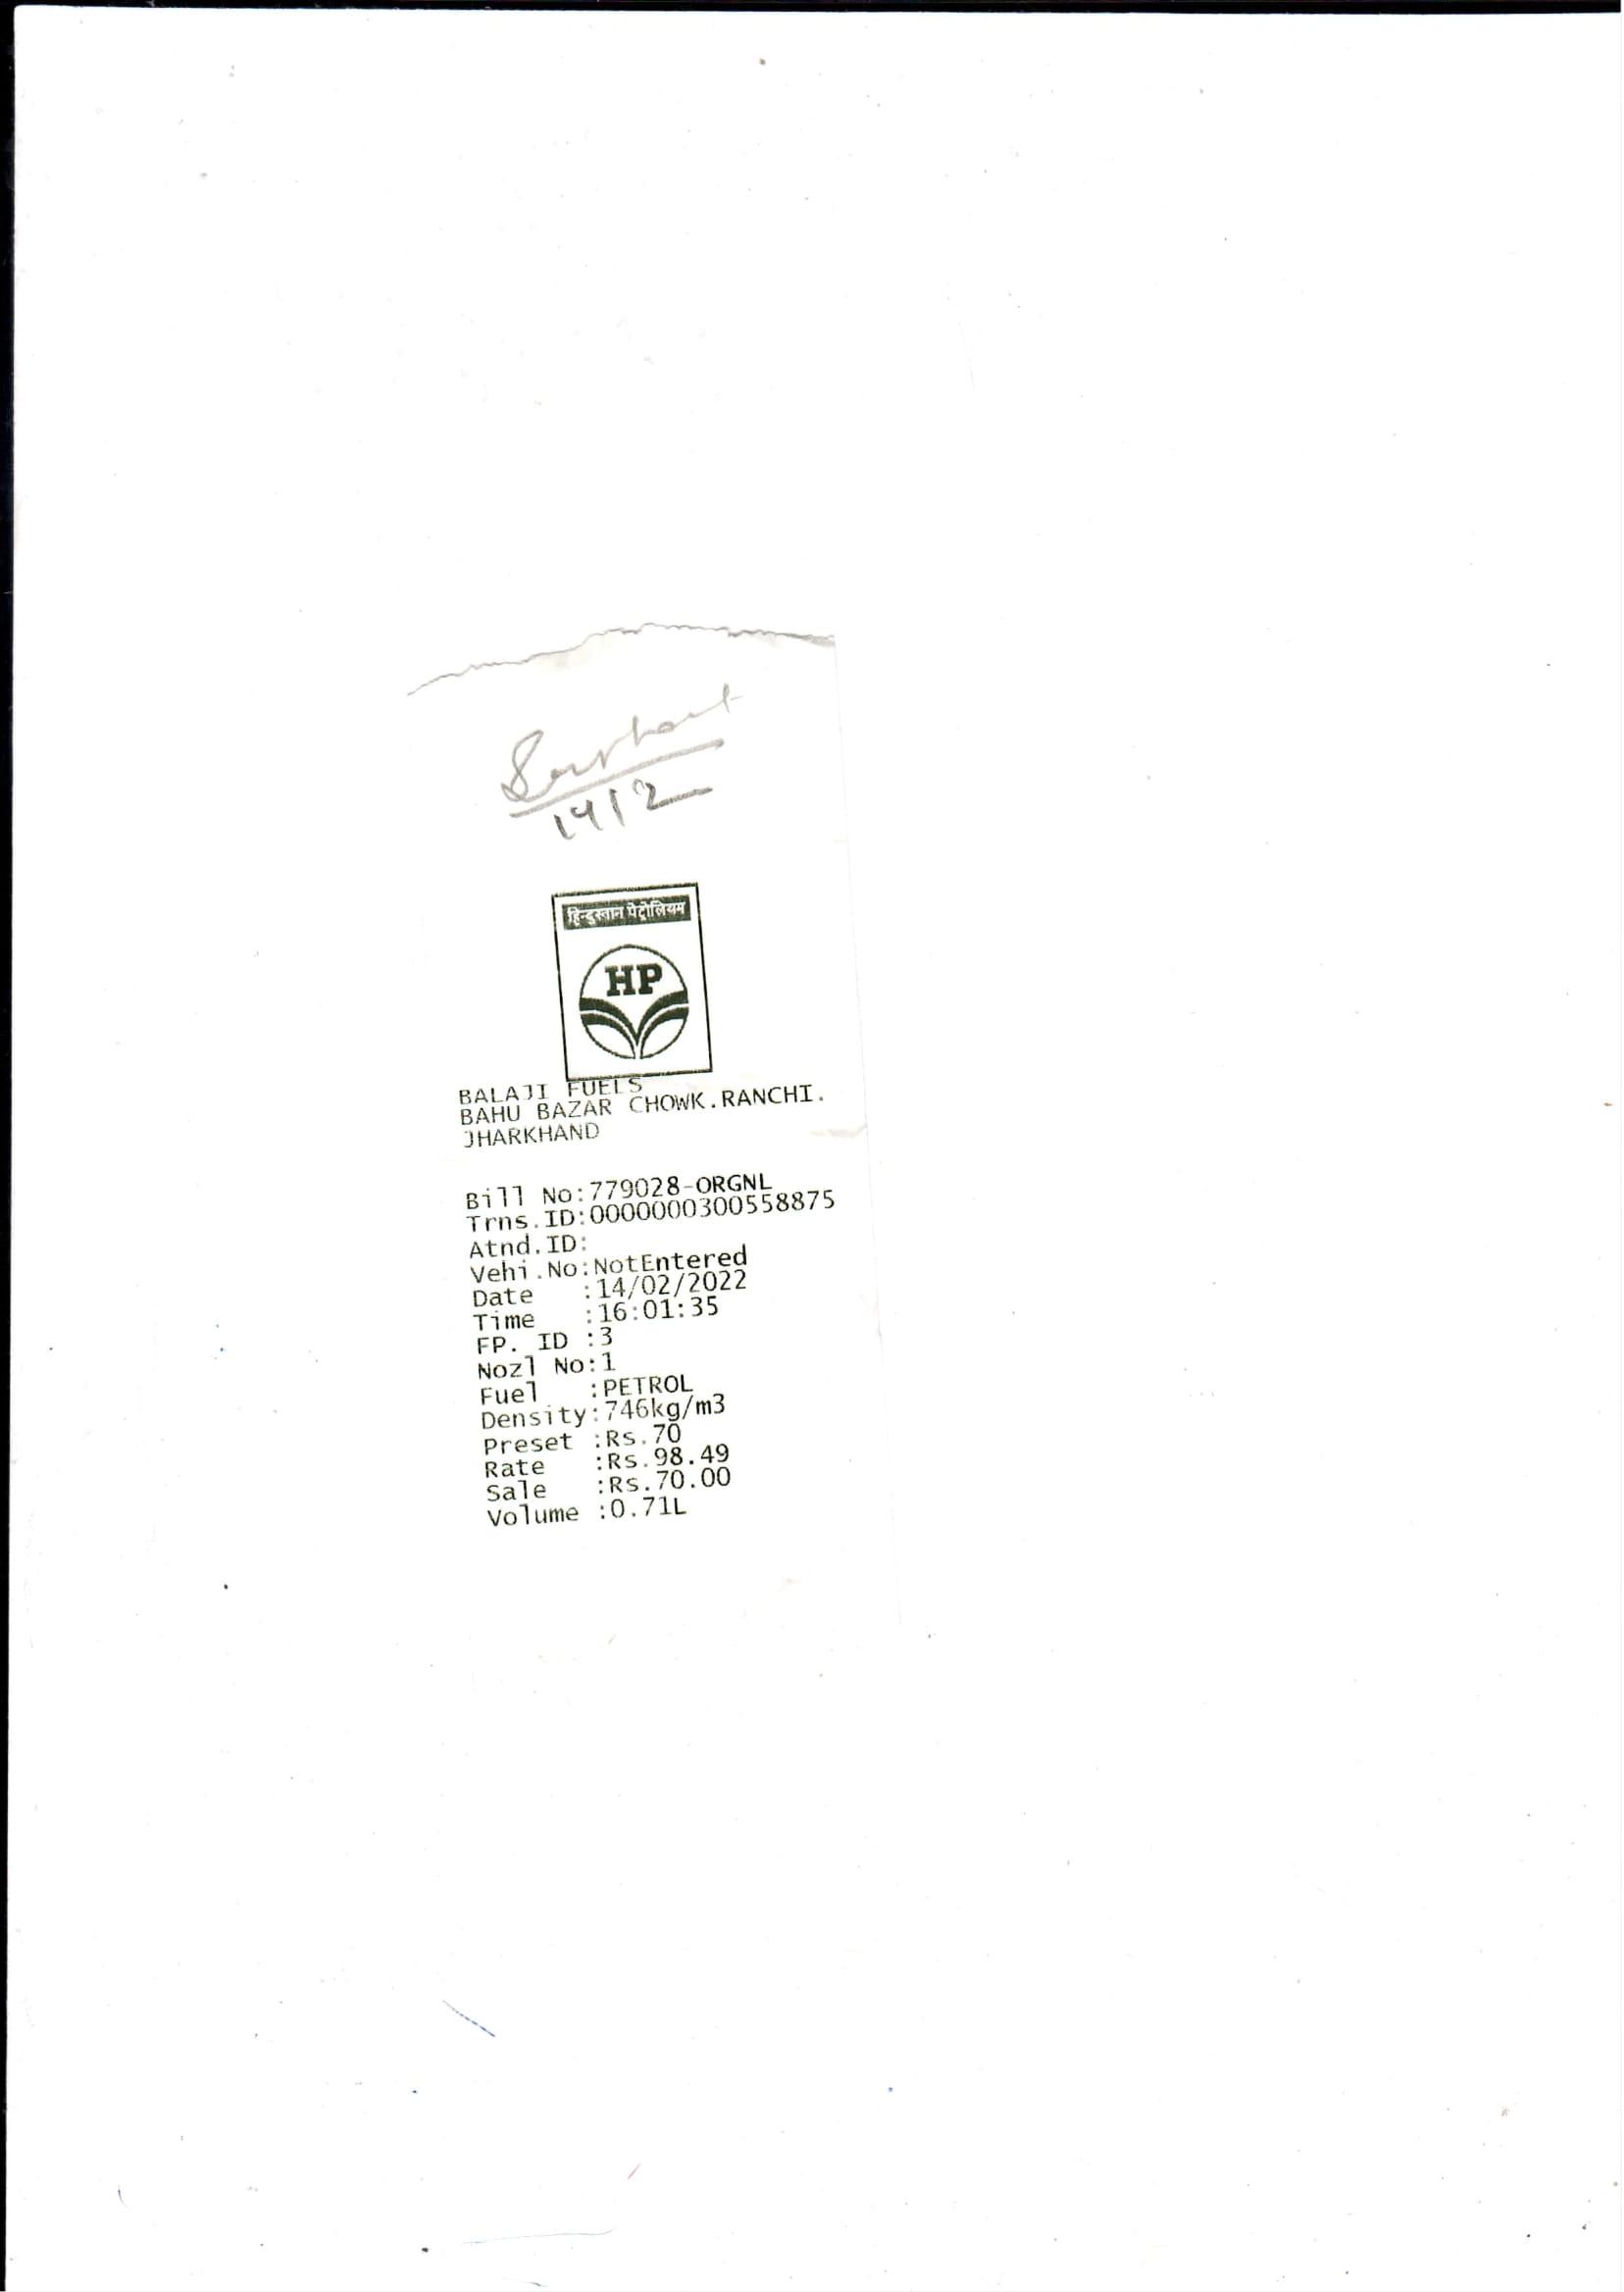 14/2
हिन्दुस्तान पेट्रोलियम
HP
BALAJI FUELS
BAHU BAZAR CHOWK.RANCHI.
JHARKHAND
Bill No:779028-ORGNL
Trns.ID:0000000300558875
Atnd.ID:
Vehi.No:NotEntered
Date :14/02/2022
Time :16:01:35
FP. ID :3
Nozl No:1
Fuel :PETROL
Density:746kg/m3
Preset :Rs.70
Rate :Rs.98.49
Sale :Rs.70.00
Volume :0.71L